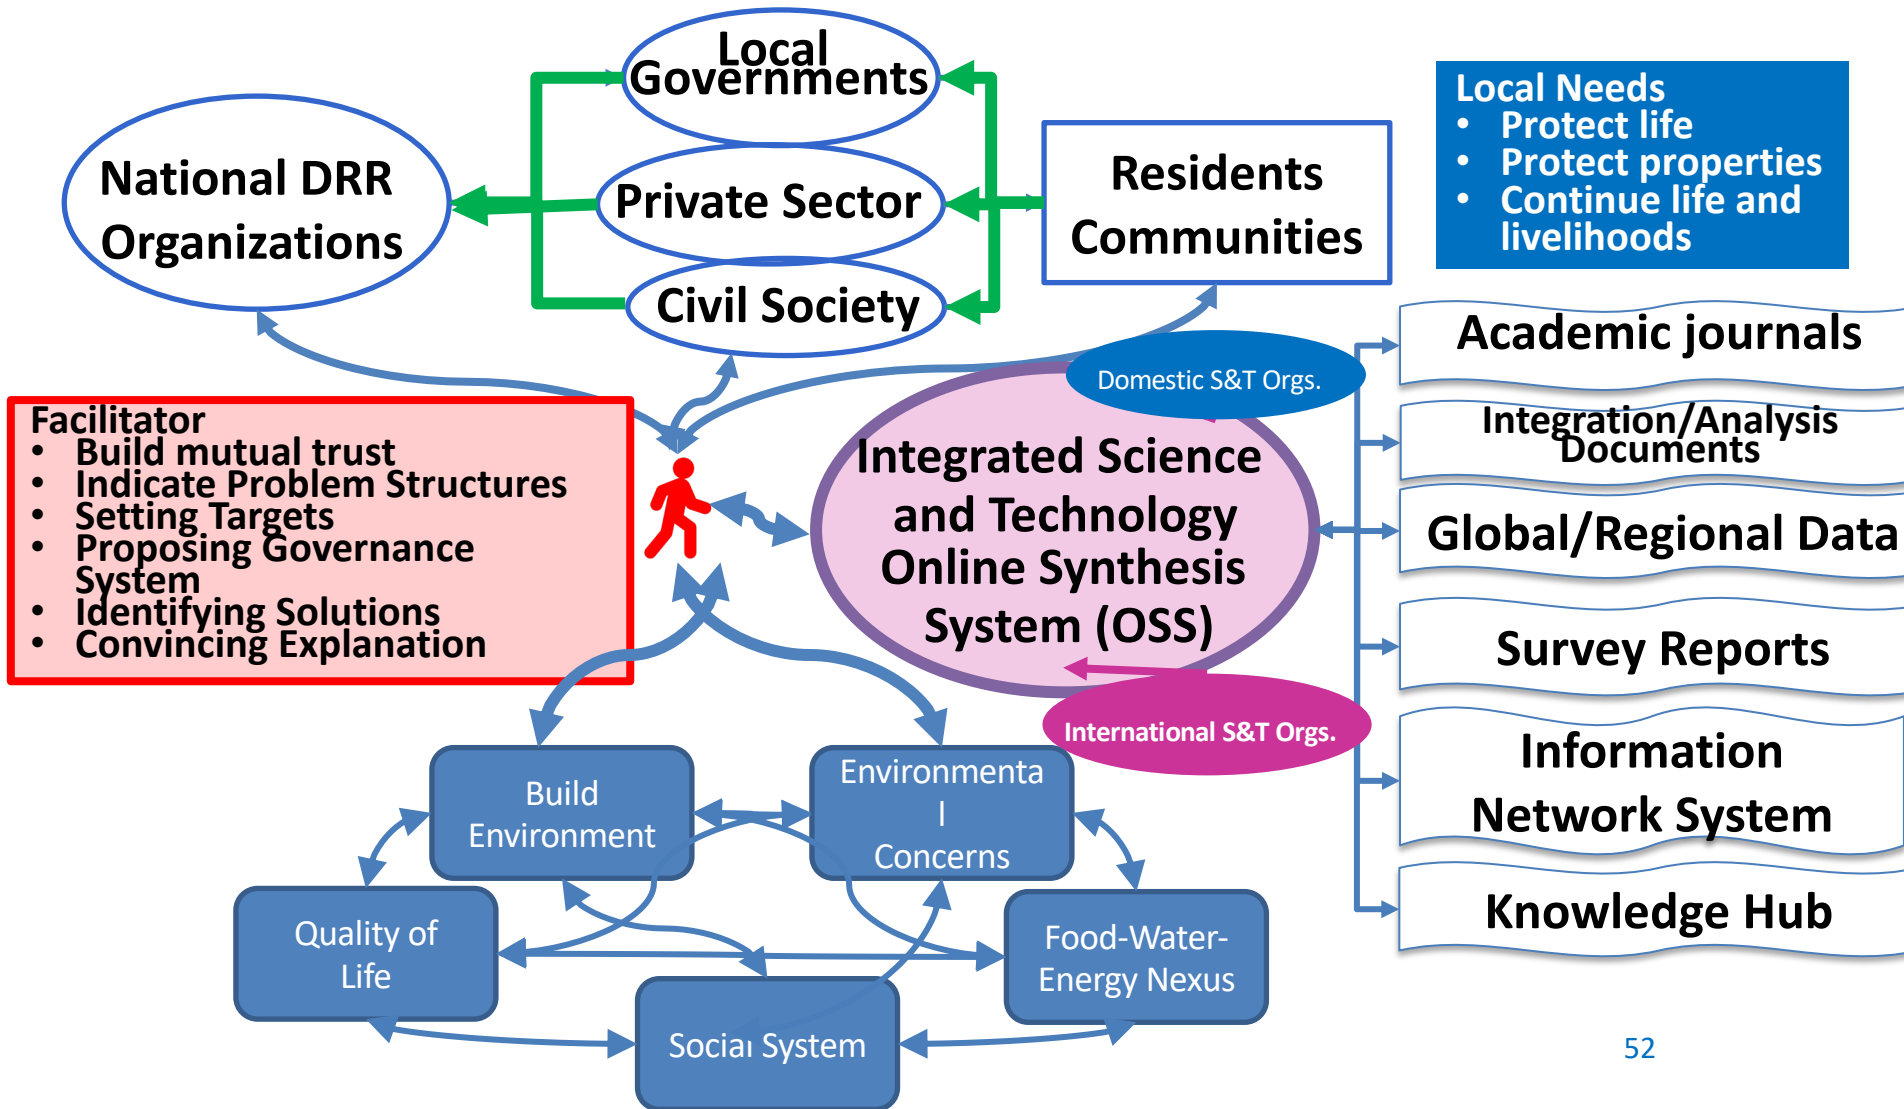 Local
Governments
National DRR
Organizations
Private Sector
Civil Society
Residents
Communities
Local Needs
• Protect life
• Protect properties
• Continue life and
livelihoods
Facilitator
• Build mutual trust
• Indicate Problem Structures
• Setting Targets
• Proposing Governance
System
• Identifying Solutions
• Convincing Explanation
Domestic S&T Orgs.
Integrated Science
and Technology
Online Synthesis
System (OSS)
International S&T Orgs.
Academic journals
Integration/Analysis
Documents
Global/Regional Data
Survey Reports
Information
Network System
Knowledge Hub
Build
Environment
Environmenta
l
Concerns
Quality of
Life
Food-Water-
Energy Nexus
Social System
52